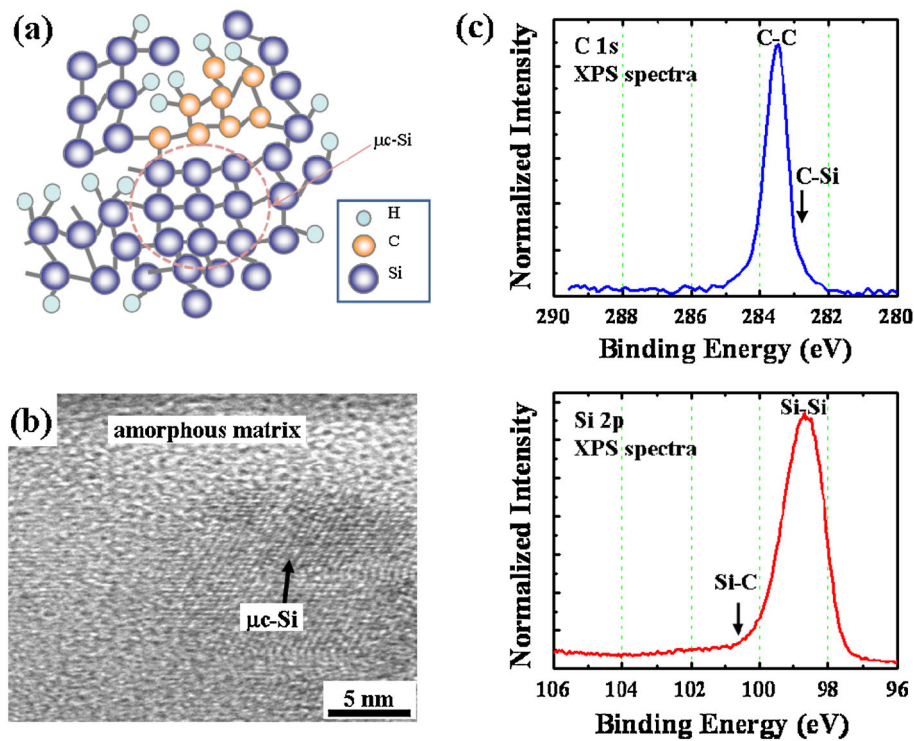 (a)
μc-Si
H
C
Si
(b)
amorphous matrix
μc-Si
5 nm
(c)
C 1s
XPS spectra
C-C
C-Si
Normalized Intensity
290 288 286 284 282 280
Binding Energy (eV)
Si 2p
XPS spectra
Si-Si
Si-C
Normalized Intensity
106 104 102 100 98 96
Binding Energy (eV)